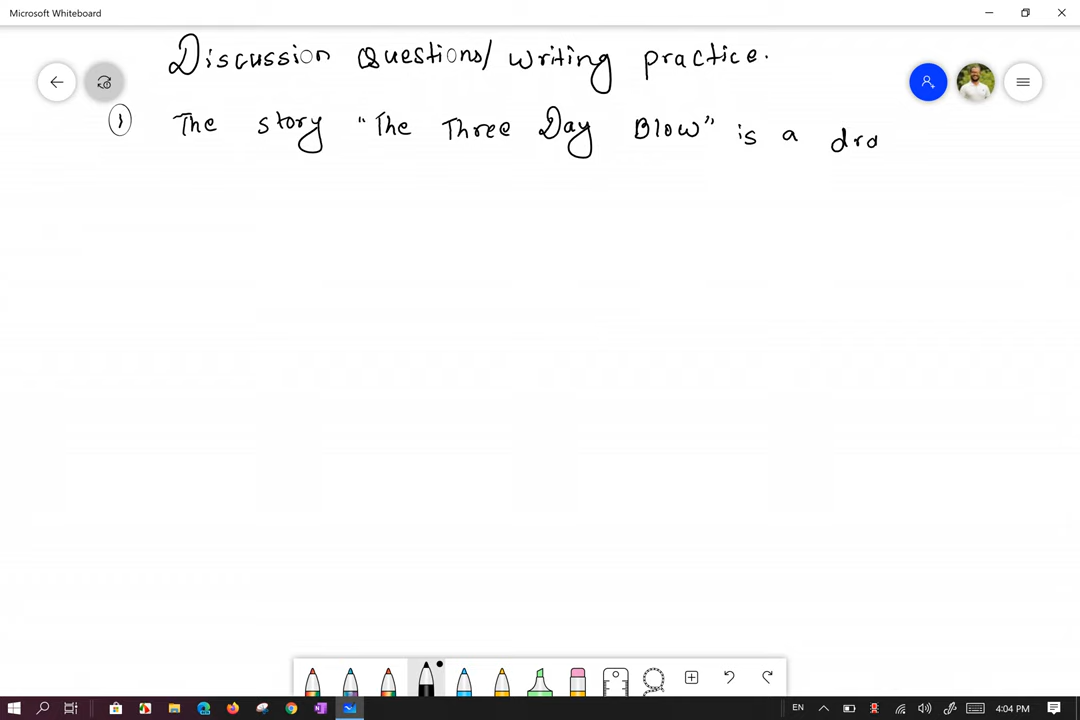 Microsoft Whiteboard
Discussion Questions/ writing practice.
1 The story "The Three Day Blow" is a dra
EN 4:04 PM